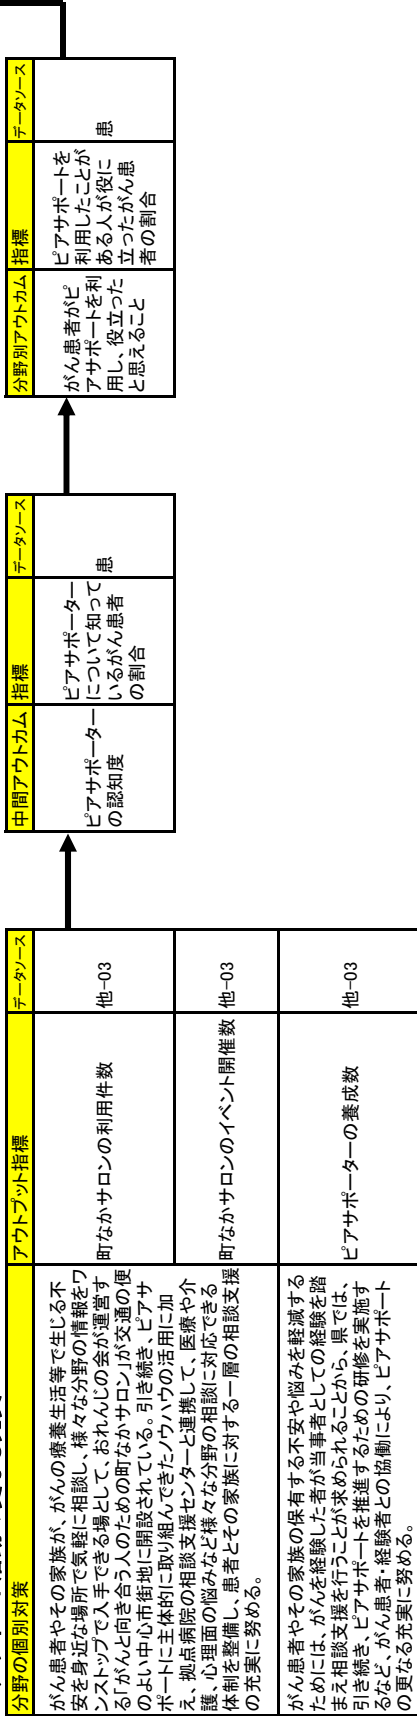 分野の個別対策
アウトプット指標
データソース
がん患者やその家族が、がんの療養生活等で生じる不
安を身近な場所で気軽に相談し、様々な分野の情報をワ
ンストップで入手できる場として、おれんじの会が運営す
る「がんと向き合う人のための町なかサロン」が交通の便
のよい中心市街地に開設されている。引き続き、ピアサ
ポートに主体的に取り組んできたノウハウの活用に加
え、拠点病院の相談支援センターと連携して、医療や介
護、心理面の悩みなど様々な分野の相談に対応できる
体制を整備し、患者とその家族に対する一層の相談支援
の充実に努める。
町なかサロンの利用件数
他-03
町なかサロンのイベント開催数
他-03
がん患者やその家族の保有する不安や悩みを軽減する
ためには、がんを経験した者が当事者としての経験を踏
まえ相談支援を行うことが求められることから、県では、
引き続き、ピアサポートを推進するための研修を実施す
るなど、がん患者・経験者との協働により、ピアサポート
の更なる充実に努める。
ピアサポーターの養成数
他-03
中間アウトカム
指標
データソース
ピアサポーター
の認知度
ピアサポーター
について知って
いるがん患者
の割合
患
分野別アウトカム
指標
データソース
がん患者がピ
アサポートを利
用し、役立った
と思えること
ピアサポートを
利用したことが
ある人が役に
立ったがん患
者の割合
患